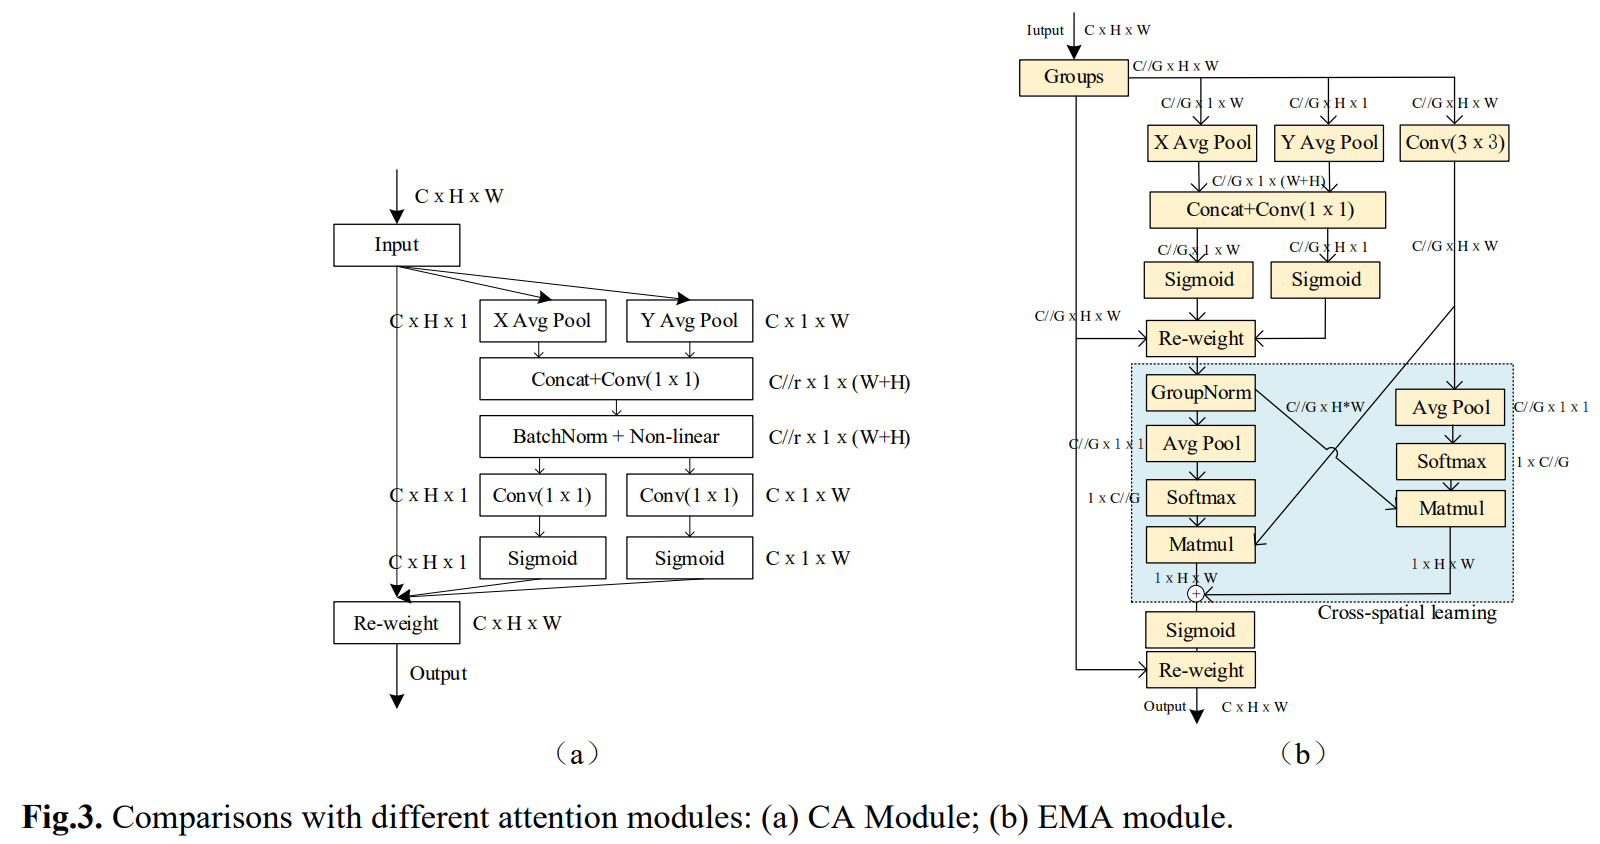 C x H x W
Input
C x H x 1
X Avg Pool
Y Avg Pool
C x 1 x W
Concat+Conv(1 x 1)
C//r x 1 x (W+H)
BatchNorm + Non-linear
C//r x 1 x (W+H)
C x H x 1
Conv(1 x 1)
Conv(1 x 1)
C x 1 x W
C x H x 1
Sigmoid
Sigmoid
C x 1 x W
Re-weight
C x H x W
Output
(a)
Iutput
C x H x W
Groups
C//G x H x W
C//G x 1 x W
C//G x H x 1
C//G x H x W
X Avg Pool
Y Avg Pool
Conv(3 x 3)
C//G x 1 x (W+H)
Concat+Conv(1 x 1)
C//G x 1 x W
C//G x H x 1
C//G x H x W
Sigmoid
Sigmoid
C//G x H x W
Re-weight
GroupNorm
C//G x H*W
Avg Pool
C//G x 1 x 1
C//G x 1 x 1
Avg Pool
Softmax
1 x C//G
1 x C//G
Softmax
Matmul
Matmul
1 x H x W
1 x H x W
+
Cross-spatial learning
Sigmoid
Re-weight
Output
C x H x W
(b)
Fig.3. Comparisons with different attention modules: (a) CA Module; (b) EMA module.